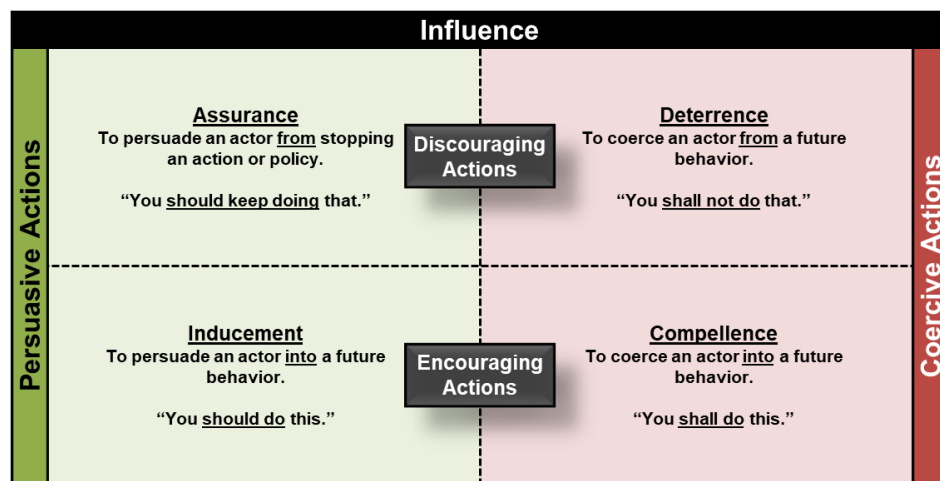 Influence
Persuasive Actions
Assurance
To persuade an actor from stopping
an action or policy.
“You should keep doing that.”
Discouraging
Actions
Deterrence
To coerce an actor from a future
behavior.
“You shall not do that.”
Inducement
To persuade an actor into a future
behavior.
“You should do this.”
Encouraging
Actions
Compellence
To coerce an actor into a future
behavior.
“You shall do this.”
Coercive Actions